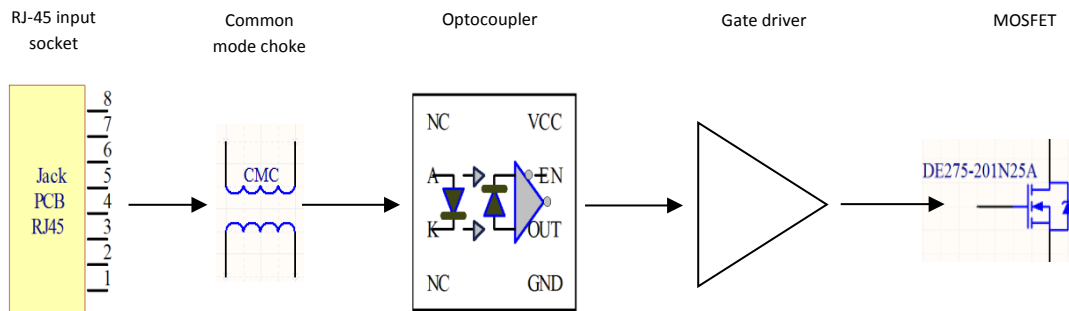 RJ-45 input
socket
Common
mode choke
Optocoupler
Gate driver
MOSFET
8
7
6
5
4
3
2
1
Jack
PCB
RJ45
CMC
NC VCC
A EN
K OUT
NC GND
DE275-201N25A